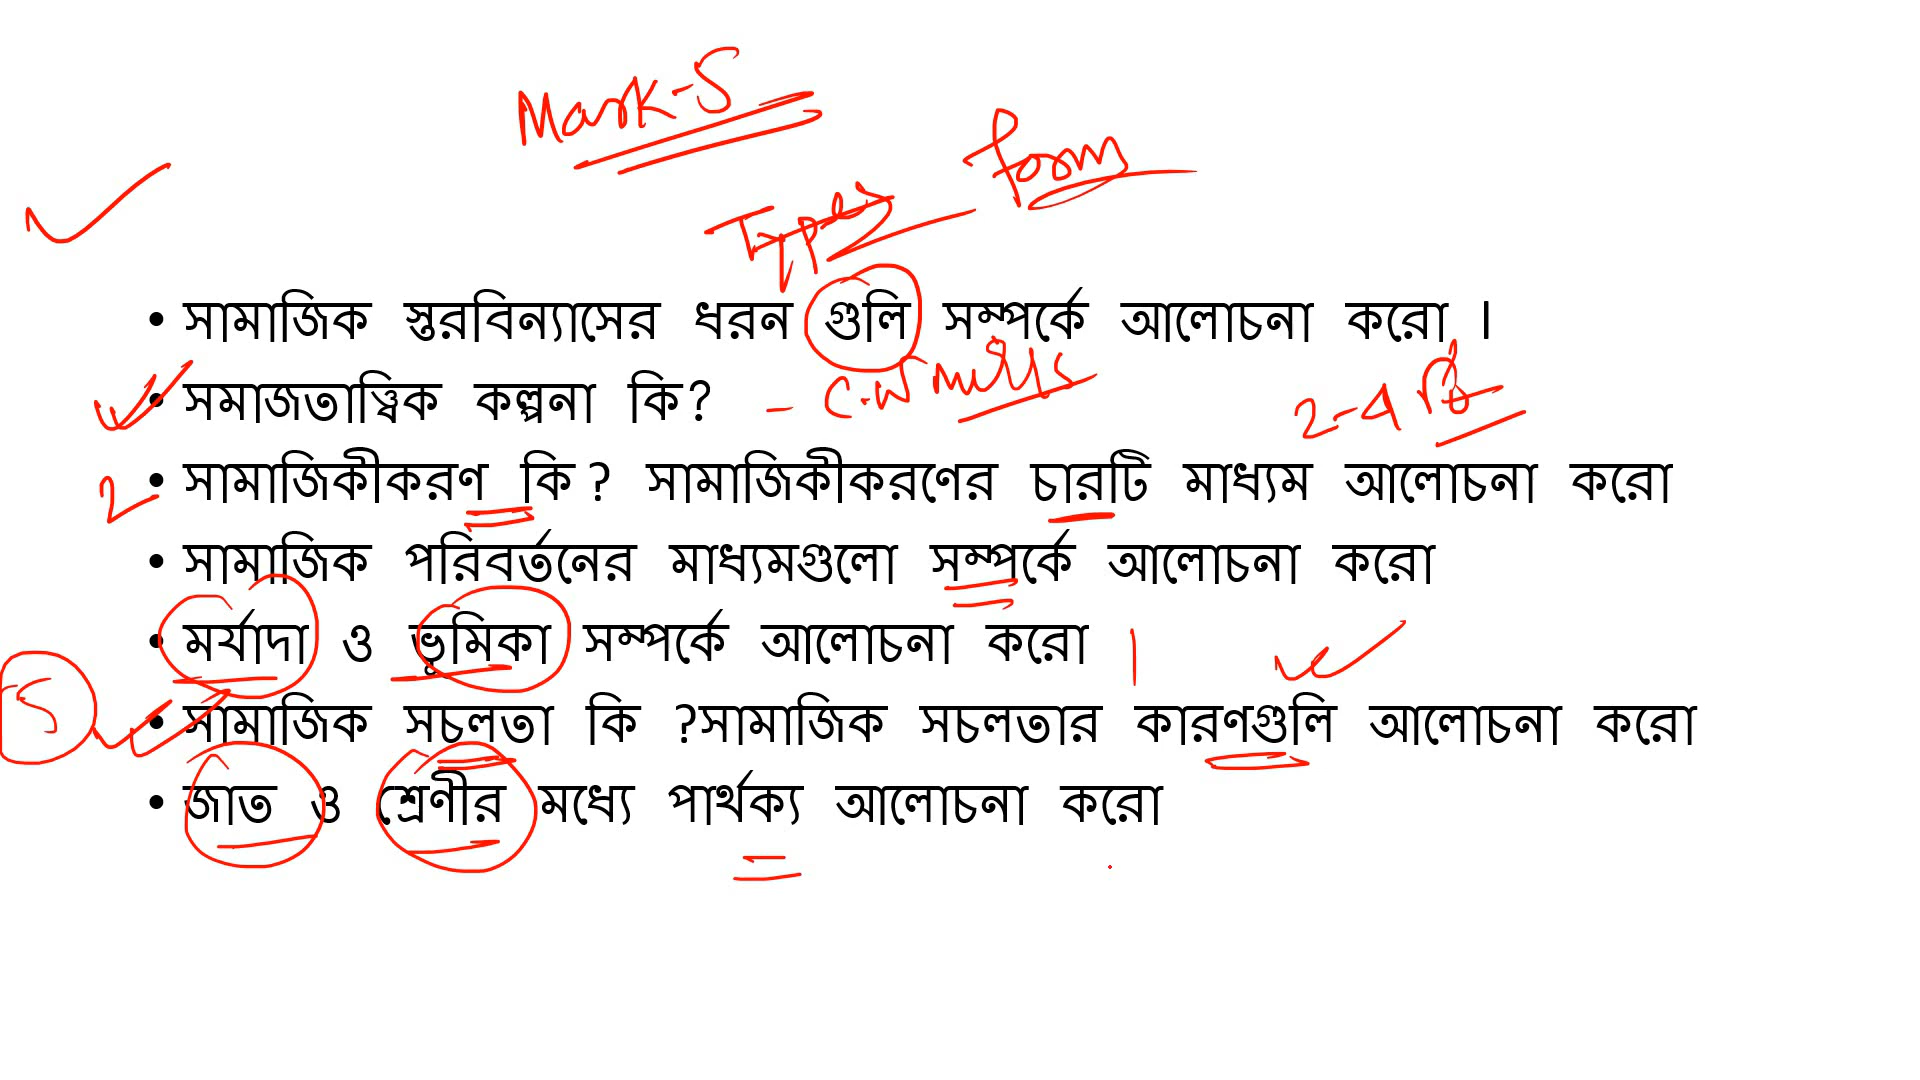 Mark-5
Types form
• সামাজিক স্তরবিন্যাসের ধরন গুলি সম্পর্কে আলোচনা করো ।
• সমাজতাত্ত্বিক কল্পনা কি? - C.W mills
2-4 টি
2 • সামাজিকীকরণ কি ? সামাজিকীকরণের চারটি মাধ্যম আলোচনা করো
• সামাজিক পরিবর্তনের মাধ্যমগুলো সম্পর্কে আলোচনা করো
• মর্যাদা ও ভূমিকা সম্পর্কে আলোচনা করো ।
5 • সামাজিক সচলতা কি ?সামাজিক সচলতার কারণগুলি আলোচনা করো
• জাত ও শ্রেণীর মধ্যে পার্থক্য আলোচনা করো